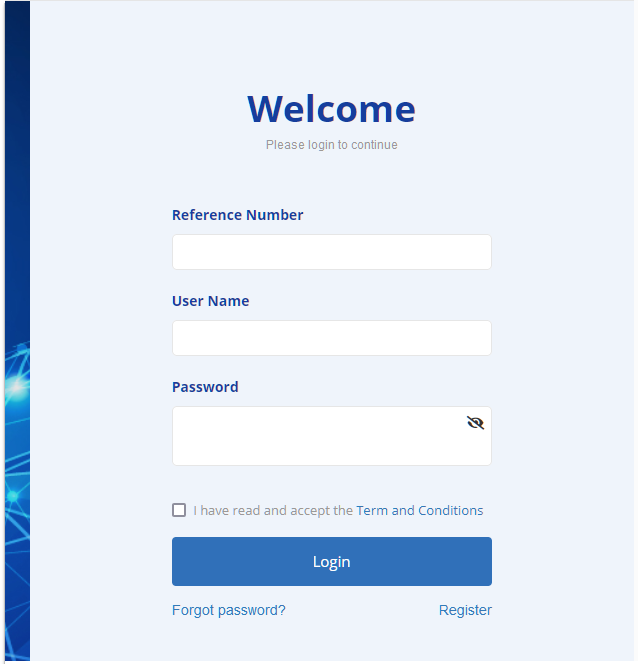 Welcome
Please login to continue
Reference Number
User Name
Password
I have read and accept the Term and Conditions
Login
Forgot password? Register